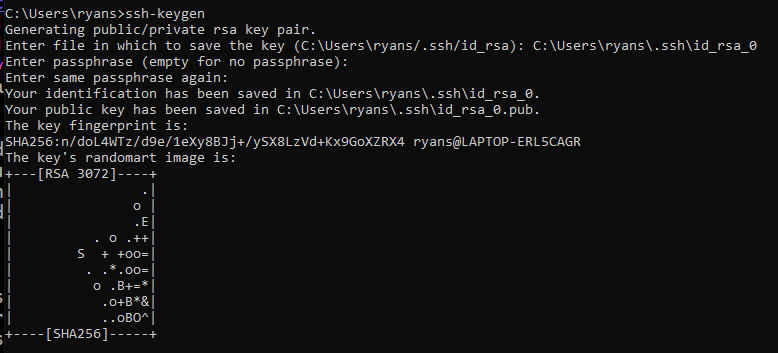 C:\Users\ryans>ssh-keygen
Generating public/private rsa key pair.
Enter file in which to save the key (C:\Users\ryans/.ssh/id_rsa): C:\Users\ryans\.ssh\id_rsa_0
Enter passphrase (empty for no passphrase):
Enter same passphrase again:
Your identification has been saved in C:\Users\ryans\.ssh\id_rsa_0.
Your public key has been saved in C:\Users\ryans\.ssh\id_rsa_0.pub.
The key fingerprint is:
SHA256:n/doL4WTz/d9e/1eXy8BJj+/ySX8LzVd+Kx9GoXZRX4 ryans@LAPTOP-ERL5CAGR
The key's randomart image is:
+---[RSA 3072]----+
|                .|
|               o |
|               .E|
|          . o .++|
|        S  + +oo=|
|         . .*.oo=|
|          o .B+=*|
|           .o+B*&|
|           ..oBO^|
+----[SHA256]-----+